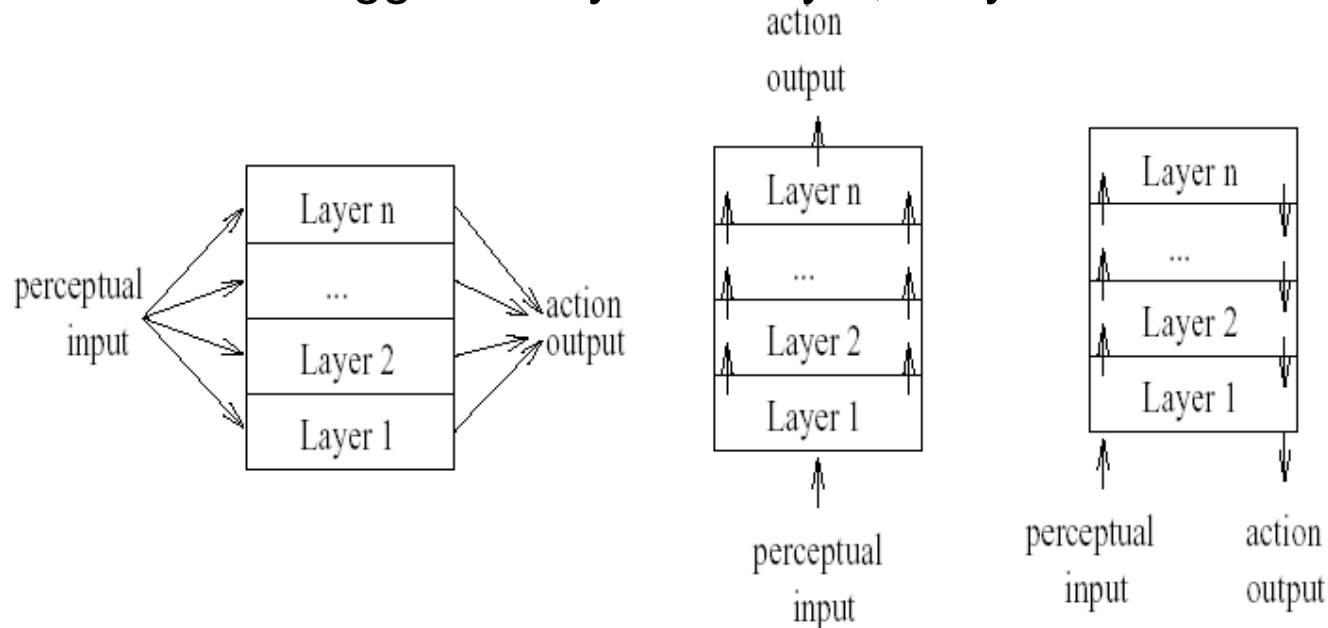 perceptual
input
Layer n
...
Layer 2
Layer 1
action
output
action
output
Layer n
...
Layer 2
Layer 1
perceptual
input
Layer n
...
Layer 2
Layer 1
perceptual
input
action
output